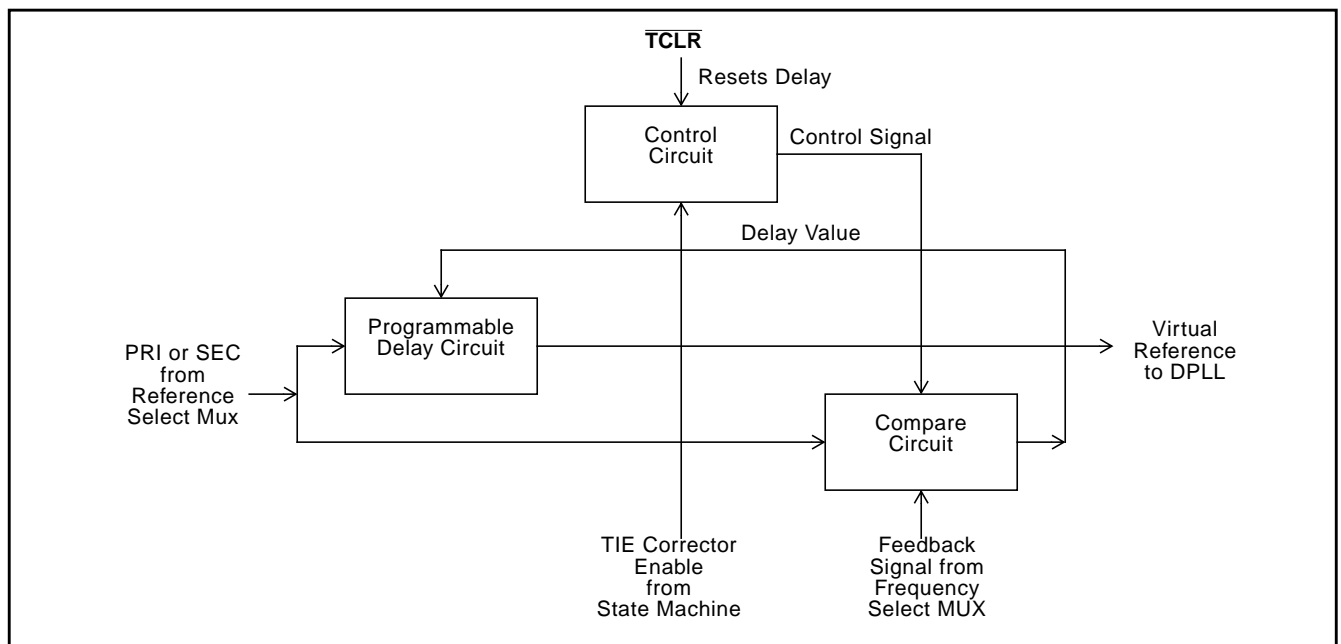 TCLR
Resets Delay
Control
Circuit
Control Signal
Delay Value
Programmable
Delay Circuit
PRI or SEC
from
Reference
Select Mux
Virtual
Reference
to DPLL
Compare
Circuit
TIE Corrector
Enable
from
State Machine
Feedback
Signal from
Frequency
Select MUX